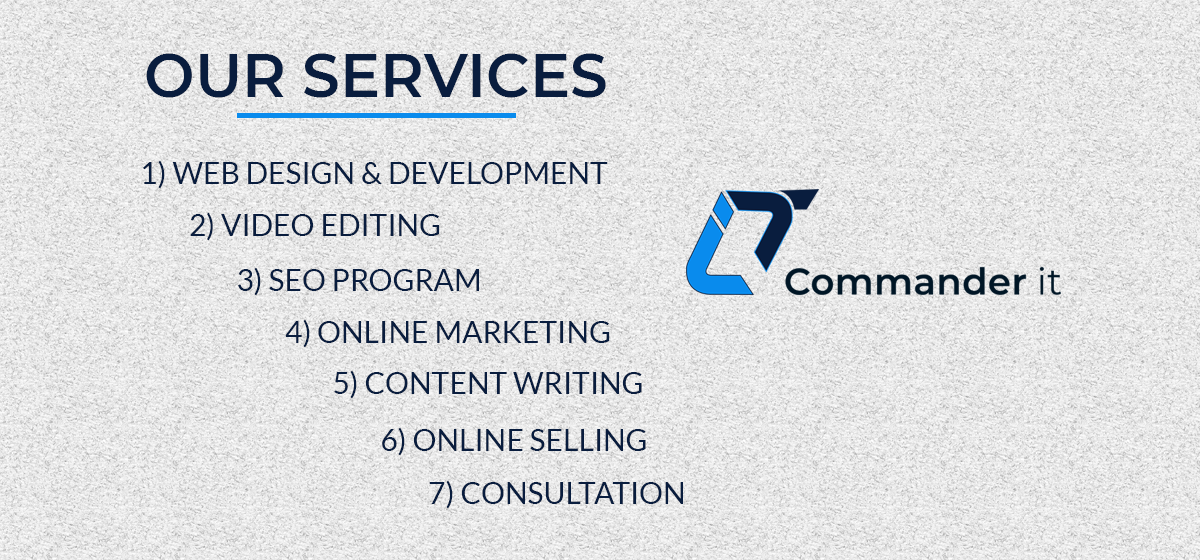 OUR SERVICES
1) WEB DESIGN & DEVELOPMENT
2) VIDEO EDITING
3) SEO PROGRAM
4) ONLINE MARKETING
5) CONTENT WRITING
6) ONLINE SELLING
7) CONSULTATION
Commander it